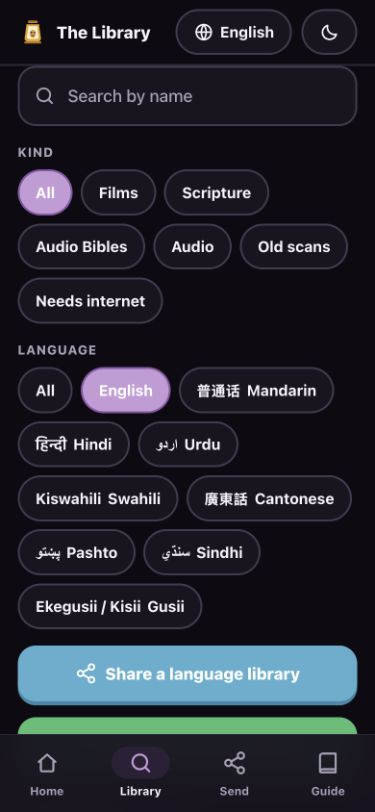 The Library
English
Search by name
KIND
All
Films
Scripture
Audio Bibles
Audio
Old scans
Needs internet
LANGUAGE
All
English
普通话 Mandarin
हिन्दी Hindi
اردو Urdu
Kiswahili Swahili
廣東話 Cantonese
پښتو Pashto
سنڌي Sindhi
Ekegusii / Kisii Gusii
Share a language library
Home
Library
Send
Guide